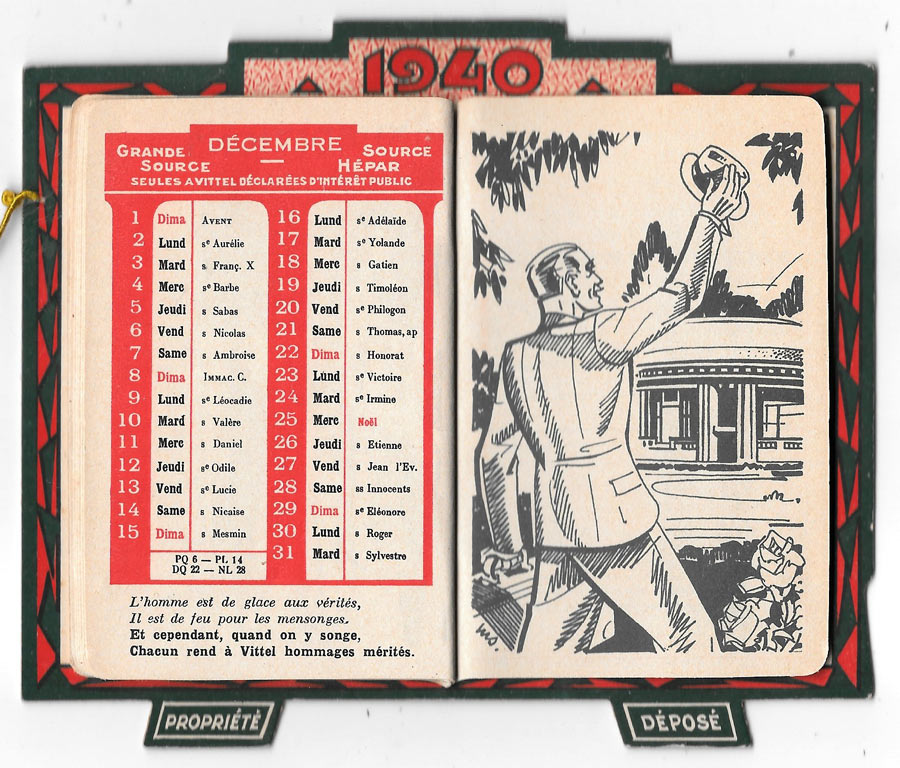 1940
DÉCEMBRE
GRANDE SOURCE
SOURCE HÉPAR
SEULES A VITTEL DÉCLARÉES D'INTÉRÊT PUBLIC
1 Dima AVENT
2 Lund sᵉ Aurélie
3 Mard s Franç. X
4 Merc sᵉ Barbe
5 Jeudi s Sabas
6 Vend s Nicolas
7 Same s Ambroise
8 Dima IMMAC. C.
9 Lund sᵉ Léocadie
10 Mard s Valère
11 Merc s Daniel
12 Jeudi sᵉ Odile
13 Vend sᵉ Lucie
14 Same s Nicaise
15 Dima s Mesmin
PQ 6 — PL 14
DQ 22 — NL 28
16 Lund sᵉ Adélaïde
17 Mard sᵉ Yolande
18 Merc s Gatien
19 Jeudi s Timoléon
20 Vend sᵉ Philogon
21 Same s Thomas, ap
22 Dima s Honorat
23 Lund sᵉ Victoire
24 Mard sᵉ Irmine
25 Merc Noël
26 Jeudi s Etienne
27 Vend s Jean l'Ev.
28 Same ss Innocents
29 Dima sᵉ Eléonore
30 Lund s Roger
31 Mard s Sylvestre
L'homme est de glace aux vérités,
Il est de feu pour les mensonges.
Et cependant, quand on y songe,
Chacun rend à Vittel hommages mérités.
PROPRIÉTÉ
DÉPOSÉ